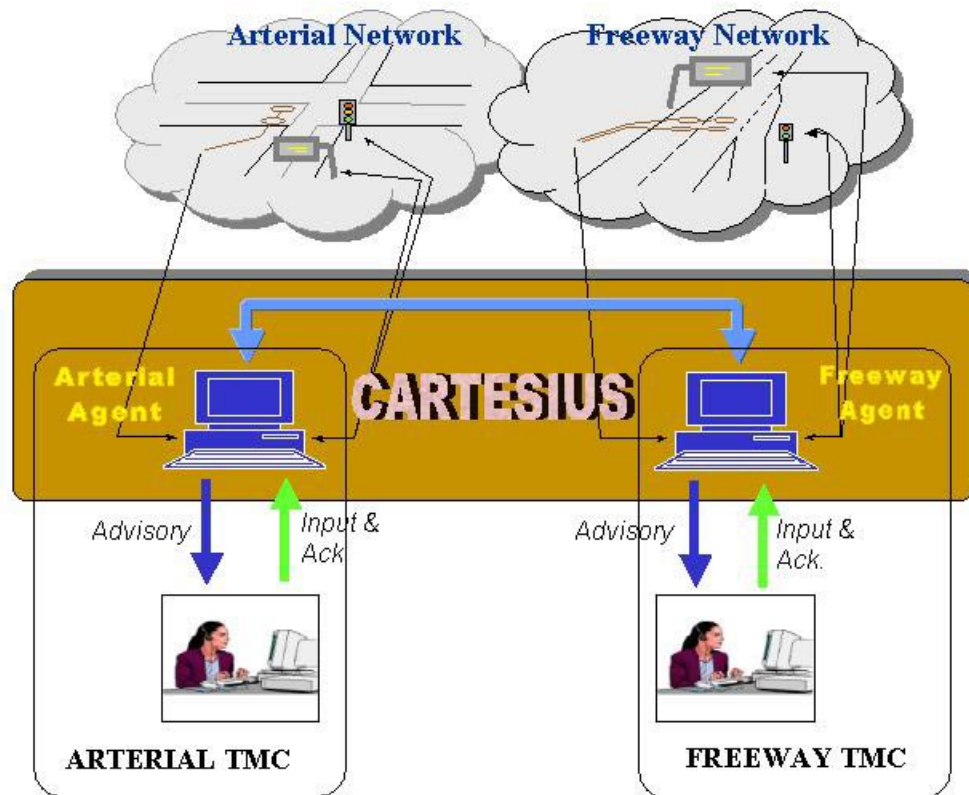 Arterial Network
Freeway Network
Arterial
Agent
CARTESIUS
Freeway
Agent
Advisory
Input &
Ack
Advisory
Input &
Ack.
ARTERIAL TMC
FREEWAY TMC